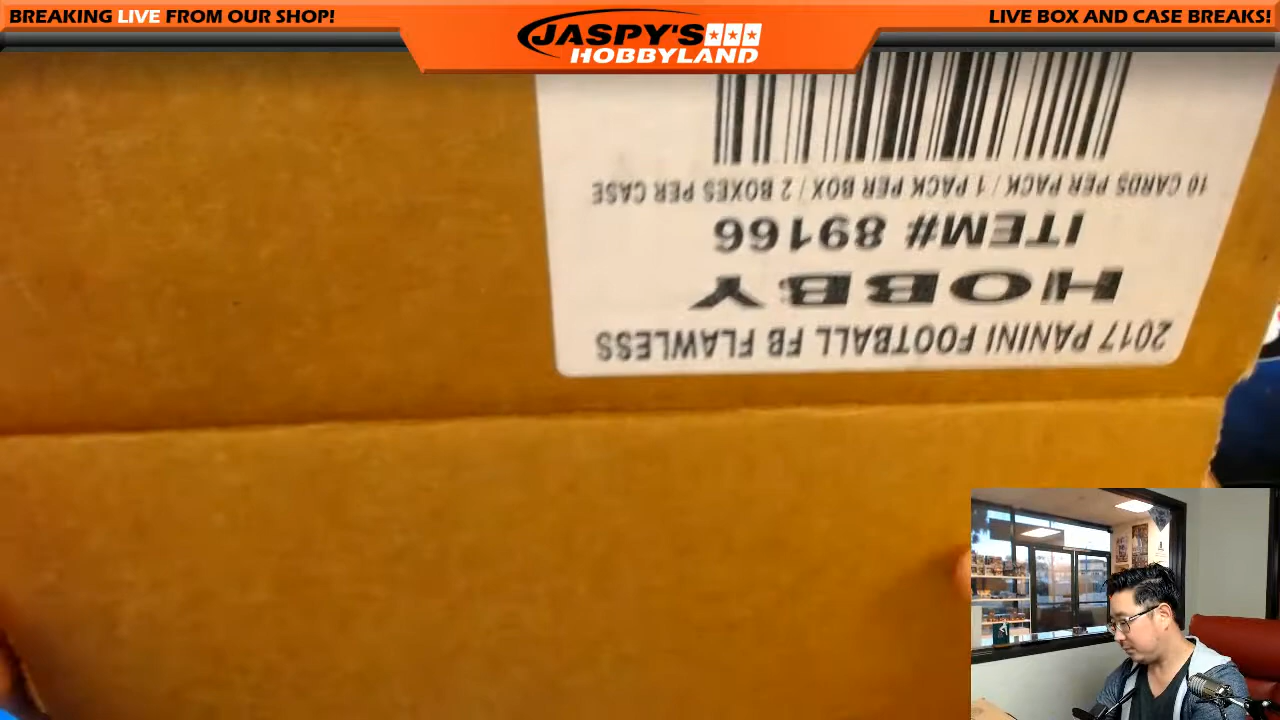 BREAKING LIVE FROM OUR SHOP!
JASPY'S
HOBBYLAND
LIVE BOX AND CASE BREAKS!
2017 PANINI FOOTBALL FB FLAWLESS
HOBBY
ITEM# 89166
10 CARDS PER PACK / 1 PACK PER BOX / 2 BOXES PER CASE